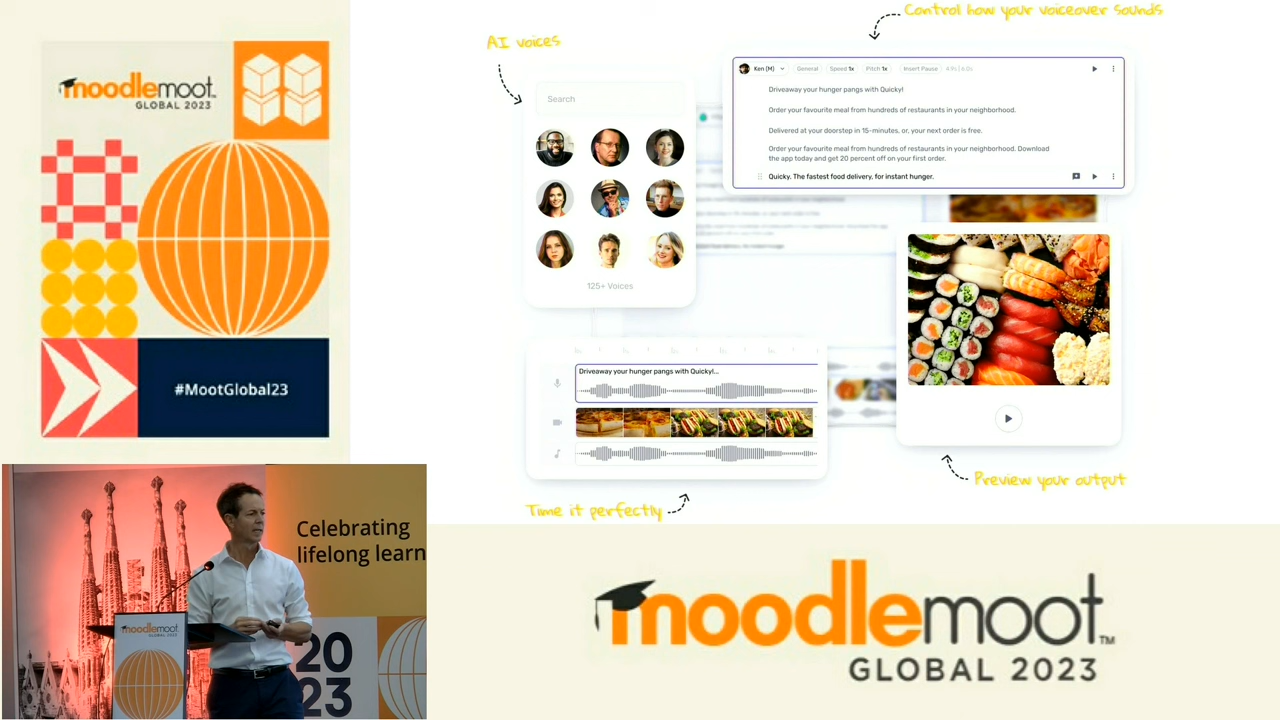 moodlemoot
GLOBAL 2023
#MootGlobal23
AI voices
Search
125+ Voices
Control how your voiceover sounds
Ken (M) General Speed 1x Pitch 1x Insert Pause
Driveaway your hunger pangs with Quicky!
Order your favourite meal from hundreds of restaurants in your neighborhood.
Delivered at your doorstep in 15-minutes, or, your next order is free.
Order your favourite meal from hundreds of restaurants in your neighborhood. Download
the app today and get 20 percent off on your first order.
Quicky. The fastest food delivery, for instant hunger.
Driveaway your hunger pangs with Quicky!...
Time it perfectly
Preview your output
Celebrating
lifelong learn
moodlemoot
GLOBAL 2023
20
23
moodlemoot™
GLOBAL 2023